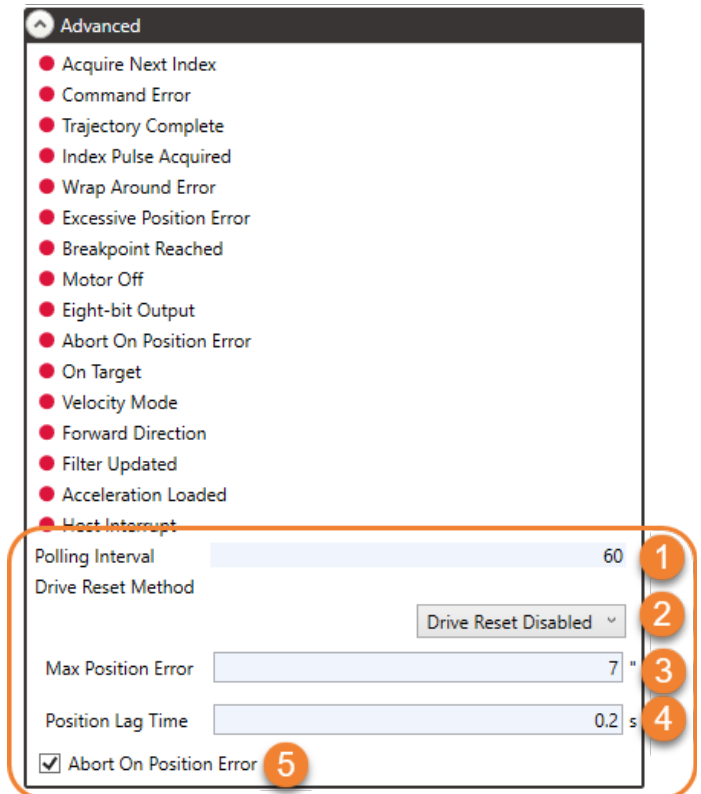 Advanced
Acquire Next Index
Command Error
Trajectory Complete
Index Pulse Acquired
Wrap Around Error
Excessive Position Error
Breakpoint Reached
Motor Off
Eight-bit Output
Abort On Position Error
On Target
Velocity Mode
Forward Direction
Filter Updated
Acceleration Loaded
Host Interrupt
Polling Interval 60 1
Drive Reset Method
Drive Reset Disabled 2
Max Position Error 7 " 3
Position Lag Time 0.2 s 4
Abort On Position Error 5